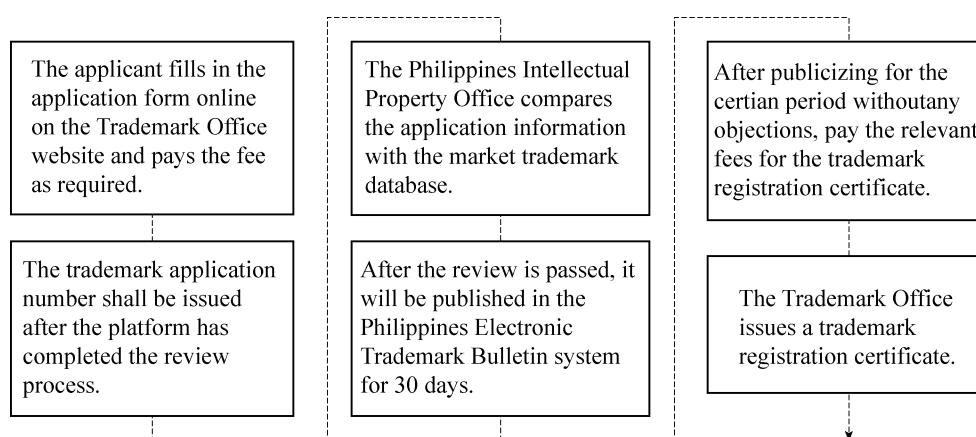 The applicant fills in the
application form online
on the Trademark Office
website and pays the fee
as required.
The trademark application
number shall be issued
after the platform has
completed the review
process.
The Philippines Intellectual
Property Office compares
the application information
with the market trademark
database.
After the review is passed, it
will be published in the
Philippines Electronic
Trademark Bulletin system
for 30 days.
After publicizing for the
certian period withoutany
objections, pay the relevant
fees for the trademark
registration certificate.
The Trademark Office
issues a trademark
registration certificate.